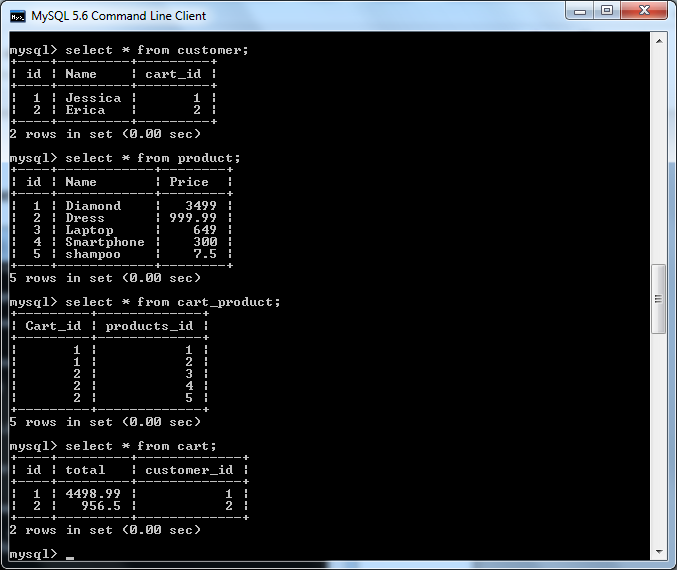 MySQL 5.6 Command Line Client
mysql> select * from customer;
+----+---------+---------+
| id | Name    | cart_id |
+----+---------+---------+
|  1 | Jessica |       1 |
|  2 | Erica   |       2 |
+----+---------+---------+
2 rows in set (0.00 sec)
mysql> select * from product;
+----+------------+--------+
| id | Name       | Price  |
+----+------------+--------+
|  1 | Diamond    |   3499 |
|  2 | Dress      | 999.99 |
|  3 | Laptop     |    649 |
|  4 | Smartphone |    300 |
|  5 | shampoo    |    7.5 |
+----+------------+--------+
5 rows in set (0.00 sec)
mysql> select * from cart_product;
+---------+-------------+
| Cart_id | products_id |
+---------+-------------+
|       1 |           1 |
|       1 |           2 |
|       2 |           3 |
|       2 |           4 |
|       2 |           5 |
+---------+-------------+
5 rows in set (0.00 sec)
mysql> select * from cart;
+----+---------+-------------+
| id | total   | customer_id |
+----+---------+-------------+
|  1 | 4498.99 |           1 |
|  2 |   956.5 |           2 |
+----+---------+-------------+
2 rows in set (0.00 sec)
mysql> _